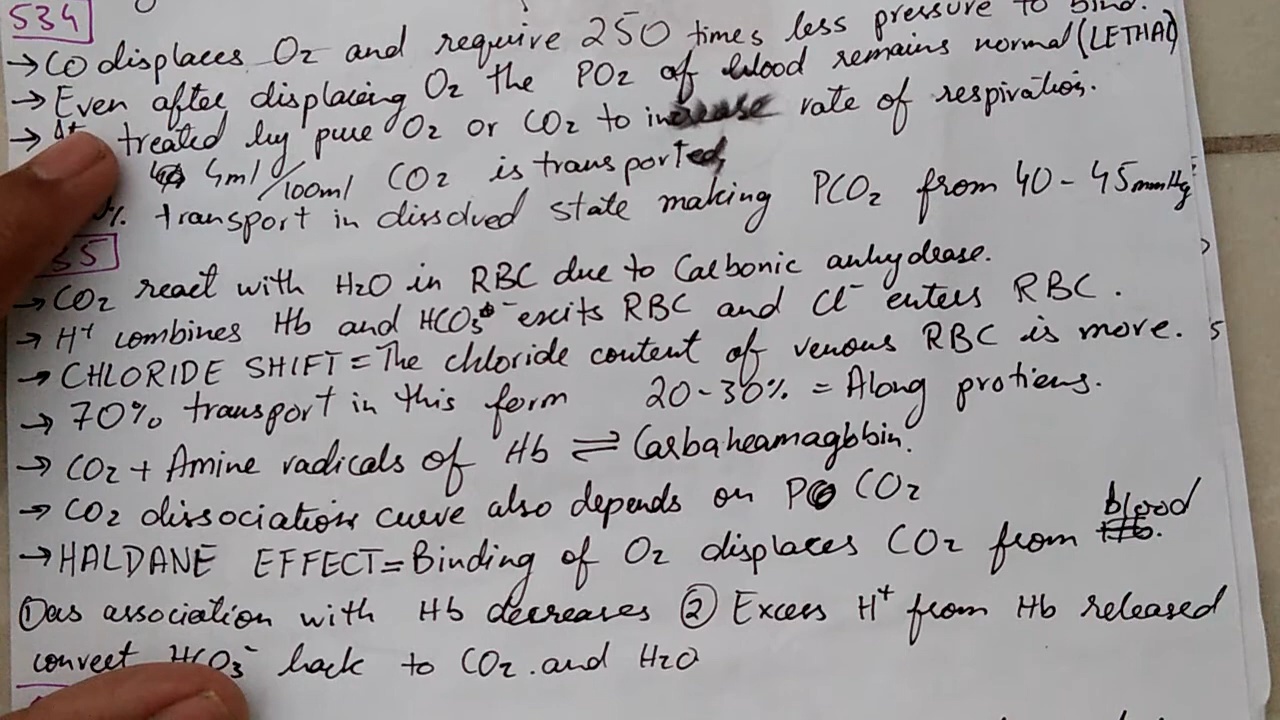 534
→ CO displaces O2 and require 250 times less pressure to bind.
→ Even after displacing O2 the PO2 of blood remains normal (LETHAL)
→ treated by pure O2 or CO2 to increase rate of respiration.
4ml/100ml CO2 is transported
% transport in dissolved state making PCO2 from 40-45mmHg
35
→ CO2 react with H2O in RBC due to Carbonic anhydrease.
→ H+ combines Hb and HCO3- exits RBC and Cl- enters RBC.
→ CHLORIDE SHIFT = The chloride content of venous RBC is more.
→ 70% transport in this form 20-30% = Along protiens.
→ CO2 + Amine radicals of Hb ⇌ Carbaheamagbbin.
→ CO2 dissociation curve also depends on P CO2
→ HALDANE EFFECT = Binding of O2 displaces CO2 from blood
① as association with Hb decreases ② Excess H+ from Hb released
convert HCO3- back to CO2 and H2O